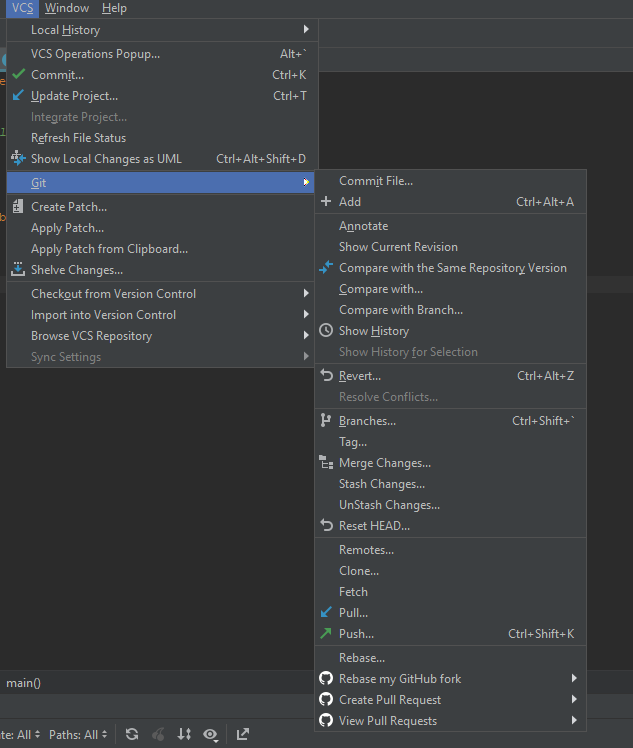 VCS Window Help
Local History
VCS Operations Popup... Alt+`
Commit... Ctrl+K
Update Project... Ctrl+T
Integrate Project...
Refresh File Status
Show Local Changes as UML Ctrl+Alt+Shift+D
Git
Create Patch...
Apply Patch...
Apply Patch from Clipboard...
Shelve Changes...
Checkout from Version Control
Import into Version Control
Browse VCS Repository
Sync Settings
Commit File...
Add Ctrl+Alt+A
Annotate
Show Current Revision
Compare with the Same Repository Version
Compare with...
Compare with Branch...
Show History
Show History for Selection
Revert... Ctrl+Alt+Z
Resolve Conflicts...
Branches... Ctrl+Shift+`
Tag...
Merge Changes...
Stash Changes...
UnStash Changes...
Reset HEAD...
Remotes...
Clone...
Fetch
Pull...
Push... Ctrl+Shift+K
Rebase...
Rebase my GitHub fork
Create Pull Request
View Pull Requests
main()
te: All Paths: All